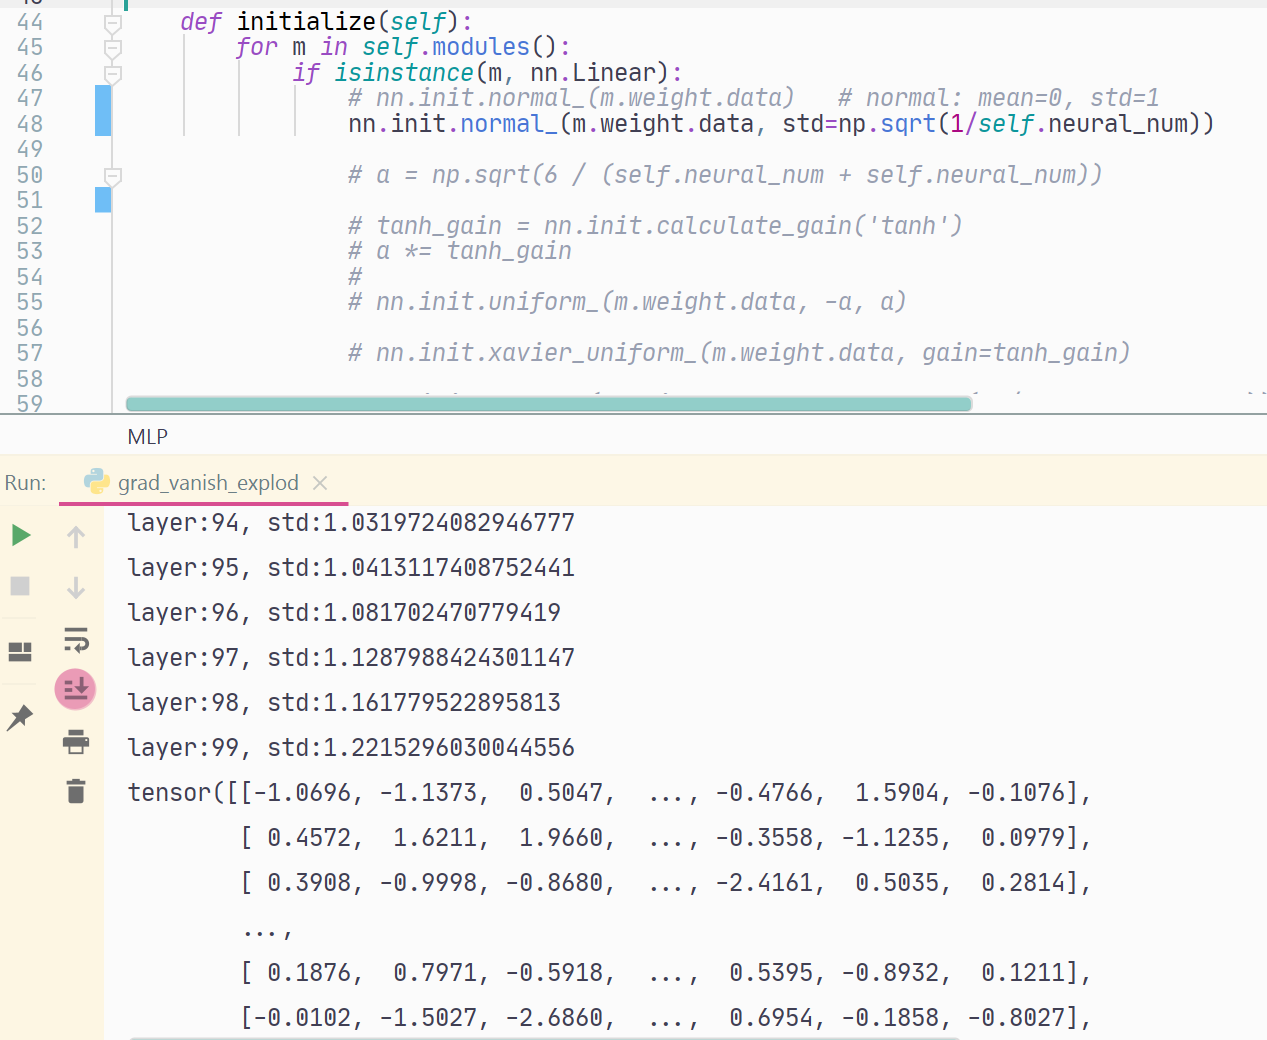 44 def initialize(self):
45 for m in self.modules():
46 if isinstance(m, nn.Linear):
47 # nn.init.normal_(m.weight.data) # normal: mean=0, std=1
48 nn.init.normal_(m.weight.data, std=np.sqrt(1/self.neural_num))
49
50 # a = np.sqrt(6 / (self.neural_num + self.neural_num))
51
52 # tanh_gain = nn.init.calculate_gain('tanh')
53 # a *= tanh_gain
54 #
55 # nn.init.uniform_(m.weight.data, -a, a)
56
57 # nn.init.xavier_uniform_(m.weight.data, gain=tanh_gain)
58
59
MLP
Run: grad_vanish_explod
layer:94, std:1.0319724082946777
layer:95, std:1.0413117408752441
layer:96, std:1.081702470779419
layer:97, std:1.1287988424301147
layer:98, std:1.161779522895813
layer:99, std:1.2215296030044556
tensor([[-1.0696, -1.1373, 0.5047, ..., -0.4766, 1.5904, -0.1076],
[ 0.4572, 1.6211, 1.9660, ..., -0.3558, -1.1235, 0.0979],
[ 0.3908, -0.9998, -0.8680, ..., -2.4161, 0.5035, 0.2814],
...,
[ 0.1876, 0.7971, -0.5918, ..., 0.5395, -0.8932, 0.1211],
[-0.0102, -1.5027, -2.6860, ..., 0.6954, -0.1858, -0.8027],